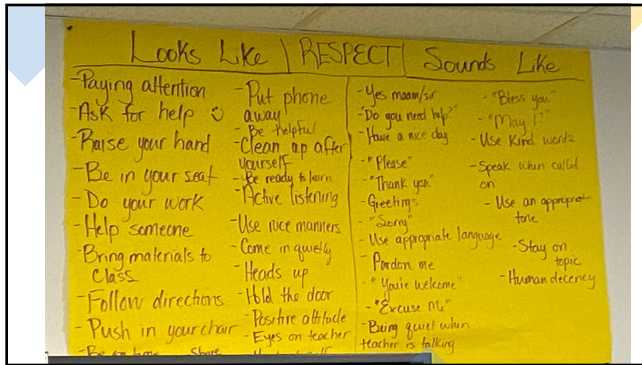 Looks Like | RESPECT | Sounds Like
-Paying attention
-Ask for help
-Raise your hand
-Be in your seat
-Do your work
-Help someone
-Bring materials to
class
-Follow directions
-Push in your chair
-Be on time Share
-Put phone
away
-Be helpful
-Clean up after
yourself
-Be ready to learn
-Active listening
-Use nice manners
-Come in quietly
-Heads up
-Hold the door
-Positive attitude
-Eyes on teacher
-Yes maam/sir
-"Do you need help?"
-Have a nice day
-"Please"
-"Thank you"
-Greetings
-"Sorry"
-Use appropriate language
-Pardon me
-"You're welcome"
-"Excuse Me"
-Being quiet when
teacher is talking
-"Bless you"
-"May I?"
-Use Kind words
-Speak when called
on
-Use an appropriate
tone
-Stay on
topic
-Human decency